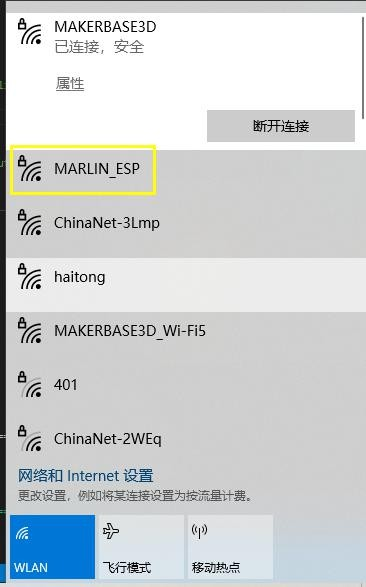 MAKERBASE3D
已连接，安全
属性
断开连接
MARLIN_ESP
ChinaNet-3Lmp
haitong
MAKERBASE3D_Wi-Fi5
401
ChinaNet-2WEq
网络和 Internet 设置
更改设置，例如将某连接设置为按流量计费。
WLAN
飞行模式
移动热点